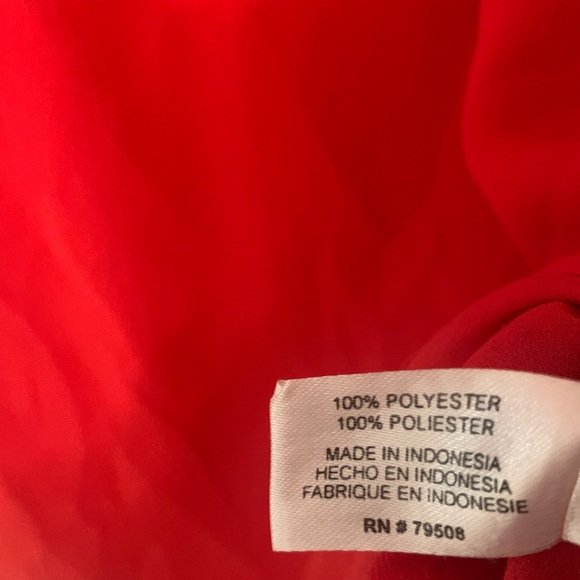 100% POLYESTER
100% POLIESTER
MADE IN INDONESIA
HECHO EN INDONESIA
FABRIQUE EN INDONESIE
RN # 79508